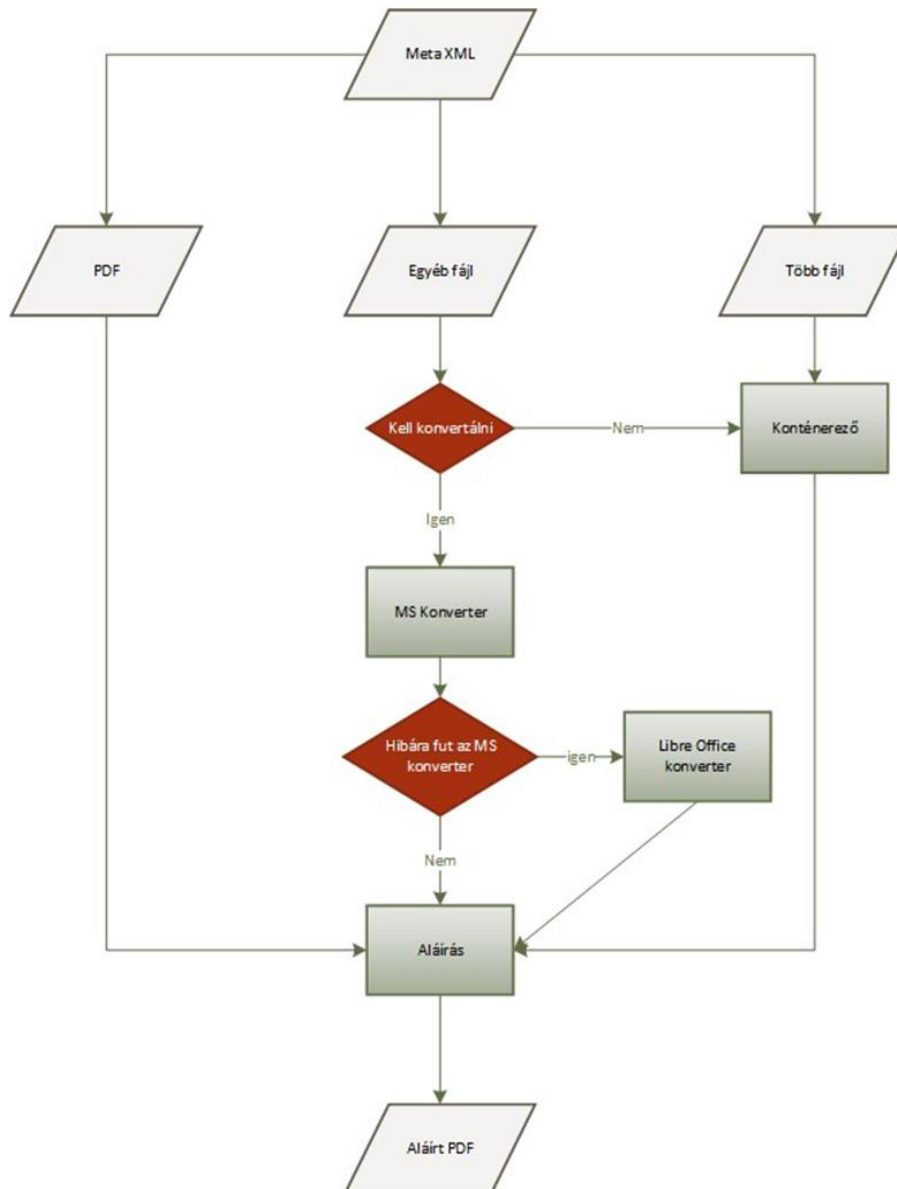 Meta XML
PDF
Egyéb fájl
Több fájl
Kell konvertálni
Nem
Konténerező
Igen
MS Konverter
Hibára fut az MS
konverter
igen
Libre Office
konverter
Nem
Aláírás
Aláírt PDF